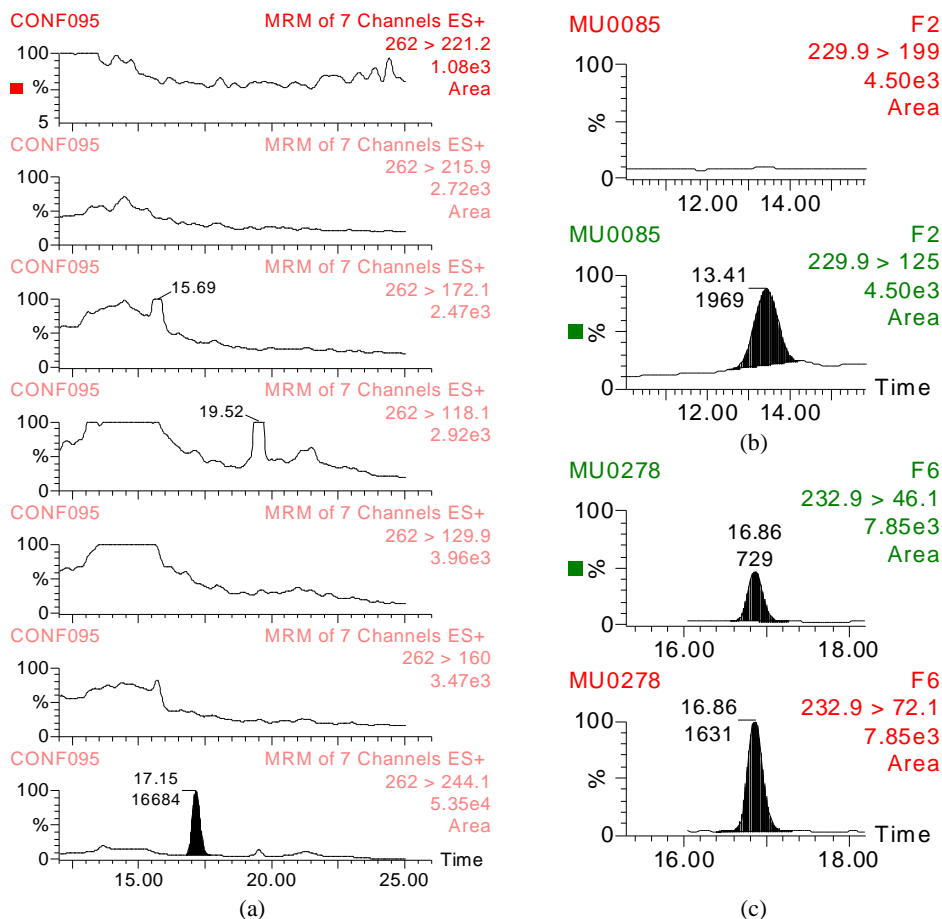 CONF095 MRM of 7 Channels ES+
262 > 221.2
1.08e3
Area
100
%
5
CONF095 MRM of 7 Channels ES+
262 > 215.9
2.72e3
Area
100
%
0
CONF095 MRM of 7 Channels ES+
262 > 172.1
2.47e3
100
15.69
%
0
CONF095 MRM of 7 Channels ES+
262 > 118.1
2.92e3
100
19.52
%
0
CONF095 MRM of 7 Channels ES+
262 > 129.9
3.96e3
100
%
0
CONF095 MRM of 7 Channels ES+
262 > 160
3.47e3
100
%
0
CONF095 MRM of 7 Channels ES+
262 > 244.1
5.35e4
Area
17.15
16684
100
%
0
Time
15.00 20.00 25.00
(a)
MU0085 F2
229.9 > 199
4.50e3
Area
100
%
0
12.00 14.00
MU0085 F2
229.9 > 125
4.50e3
Area
13.41
1969
100
%
0
Time
12.00 14.00
(b)
MU0278 F6
232.9 > 46.1
7.85e3
Area
16.86
729
100
%
0
16.00 18.00
MU0278 F6
232.9 > 72.1
7.85e3
Area
16.86
1631
100
%
0
Time
16.00 18.00
(c)